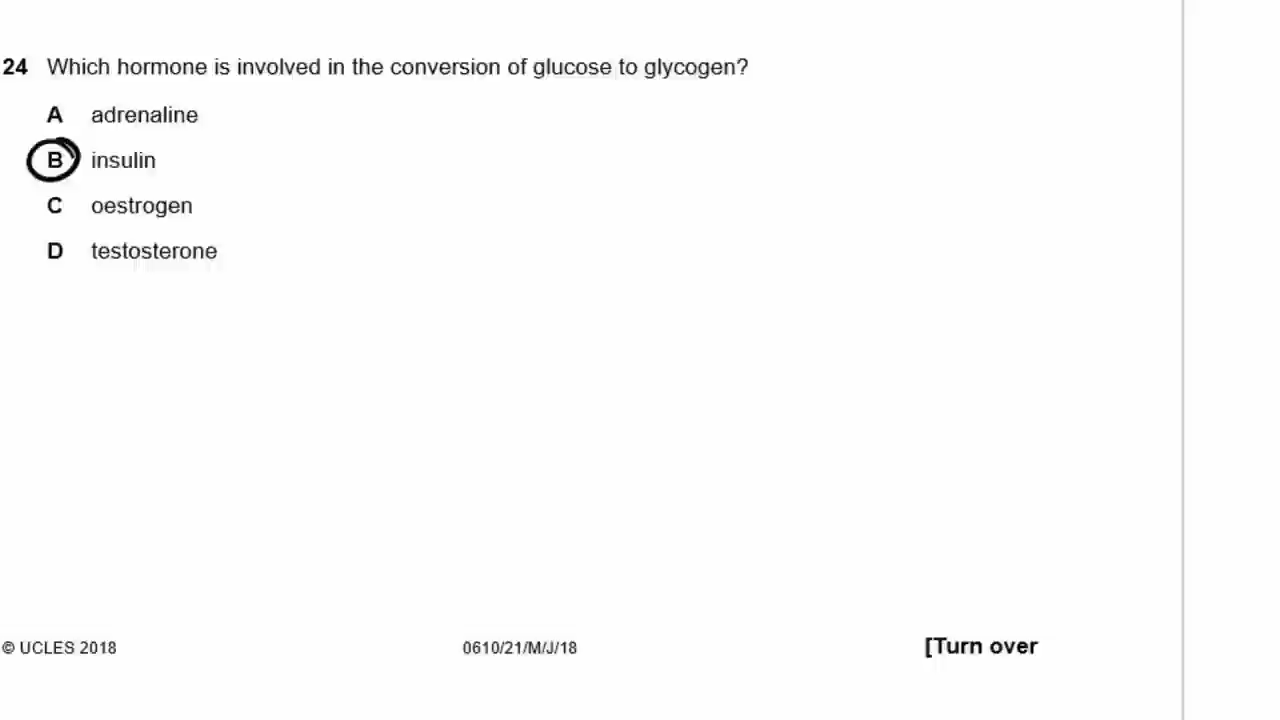 24 Which hormone is involved in the conversion of glucose to glycogen?
A adrenaline
B insulin
C oestrogen
D testosterone
© UCLES 2018 0610/21/M/J/18 [Turn over